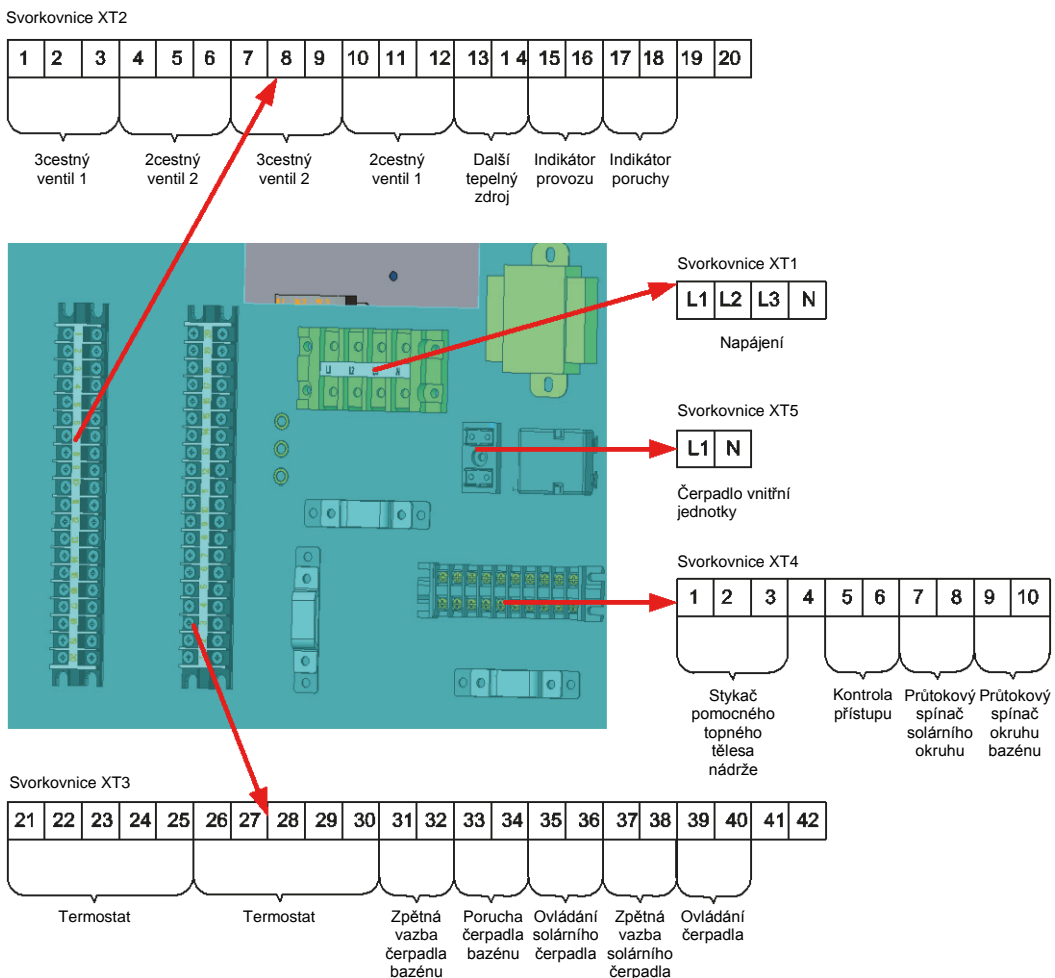 Svorkovnice XT2
1 2 3 4 5 6 7 8 9 10 11 12 13 1 4 15 16 17 18 19 20
3cestný
ventil 1
2cestný
ventil 2
3cestný
ventil 2
2cestný
ventil 1
Další
tepelný
zdroj
Indikátor
provozu
Indikátor
poruchy
Svorkovnice XT1
L1 L2 L3 N
Napájení
L1 L2 N
Svorkovnice XT5
L1 N
Čerpadlo vnitřní
jednotky
Svorkovnice XT4
1 2 3 4 5 6 7 8 9 10
Stykač
pomocného
topného
tělesa
nádrže
Kontrola
přístupu
Průtokový
spínač
solárního
okruhu
Průtokový
spínač
okruhu
bazénu
Svorkovnice XT3
21 22 23 24 25 26 27 28 29 30 31 32 33 34 35 36 37 38 39 40 41 42
Termostat
Termostat
Zpětná
vazba
čerpadla
bazénu
Porucha
čerpadla
bazénu
Ovládání
solárního
čerpadla
Zpětná
vazba
solárního
čerpadla
Ovládání
čerpadla